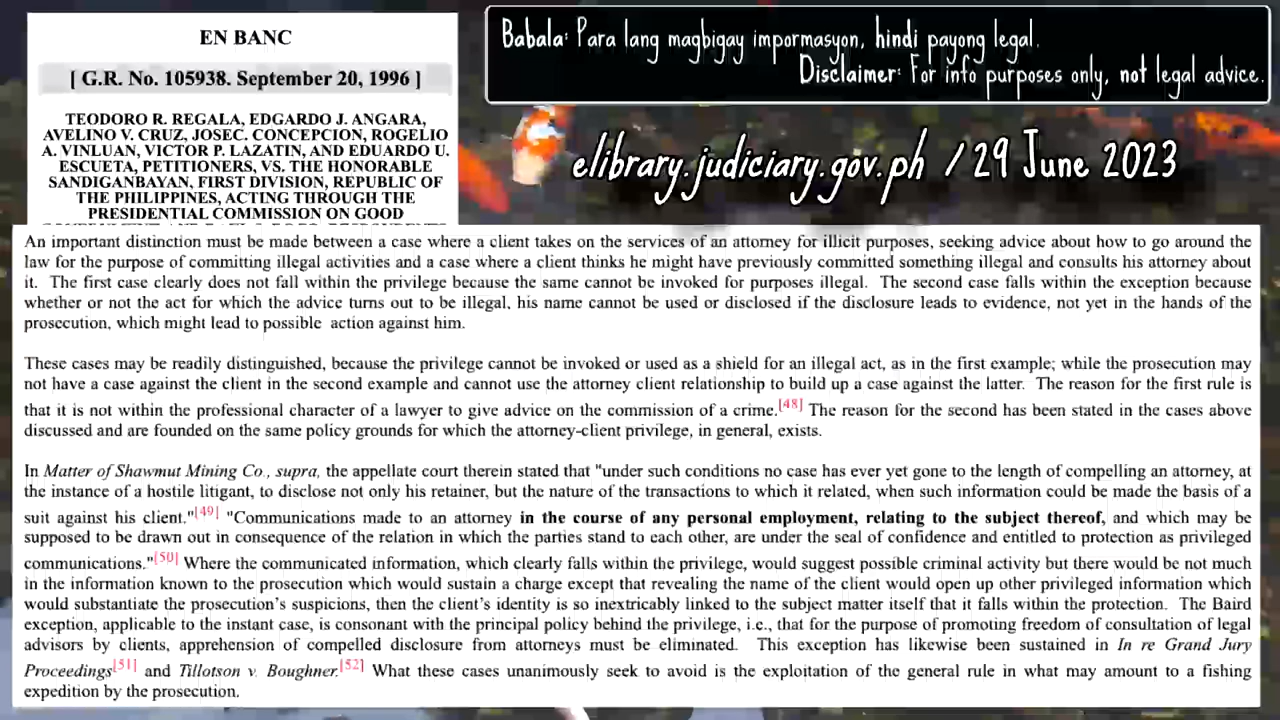 EN BANC
[ G.R. No. 105938. September 20, 1996 ]
TEODORO R. REGALA, EDGARDO J. ANGARA,
AVELINO V. CRUZ, JOSEC. CONCEPCION, ROGELIO
A. VINLUAN, VICTOR P. LAZATIN, AND EDUARDO U.
ESCUETA, PETITIONERS, VS. THE HONORABLE
SANDIGANBAYAN, FIRST DIVISION, REPUBLIC OF
THE PHILIPPINES, ACTING THROUGH THE
PRESIDENTIAL COMMISSION ON GOOD
Babala: Para lang magbigay impormasyon, hindi payong legal.
Disclaimer: For info purposes only, not legal advice.
elibrary.judiciary.gov.ph / 29 June 2023
An important distinction must be made between a case where a client takes on the services of an attorney for illicit purposes, seeking advice about how to go around the
law for the purpose of committing illegal activities and a case where a client thinks he might have previously committed something illegal and consults his attorney about
it. The first case clearly does not fall within the privilege because the same cannot be invoked for purposes illegal. The second case falls within the exception because
whether or not the act for which the advice turns out to be illegal, his name cannot be used or disclosed if the disclosure leads to evidence, not yet in the hands of the
prosecution, which might lead to possible action against him.
These cases may be readily distinguished, because the privilege cannot be invoked or used as a shield for an illegal act, as in the first example; while the prosecution may
not have a case against the client in the second example and cannot use the attorney client relationship to build up a case against the latter. The reason for the first rule is
that it is not within the professional character of a lawyer to give advice on the commission of a crime.[48] The reason for the second has been stated in the cases above
discussed and are founded on the same policy grounds for which the attorney-client privilege, in general, exists.
In Matter of Shawmut Mining Co., supra, the appellate court therein stated that "under such conditions no case has ever yet gone to the length of compelling an attorney, at
the instance of a hostile litigant, to disclose not only his retainer, but the nature of the transactions to which it related, when such information could be made the basis of a
suit against his client."[49] "Communications made to an attorney in the course of any personal employment, relating to the subject thereof, and which may be
supposed to be drawn out in consequence of the relation in which the parties stand to each other, are under the seal of confidence and entitled to protection as privileged
communications."[50] Where the communicated information, which clearly falls within the privilege, would suggest possible criminal activity but there would be not much
in the information known to the prosecution which would sustain a charge except that revealing the name of the client would open up other privileged information which
would substantiate the prosecution's suspicions, then the client's identity is so inextricably linked to the subject matter itself that it falls within the protection. The Baird
exception, applicable to the instant case, is consonant with the principal policy behind the privilege, i.e., that for the purpose of promoting freedom of consultation of legal
advisors by clients, apprehension of compelled disclosure from attorneys must be eliminated. This exception has likewise been sustained in In re Grand Jury
Proceedings[51] and Tillotson v. Boughner.[52] What these cases unanimously seek to avoid is the exploitation of the general rule in what may amount to a fishing
expedition by the prosecution.